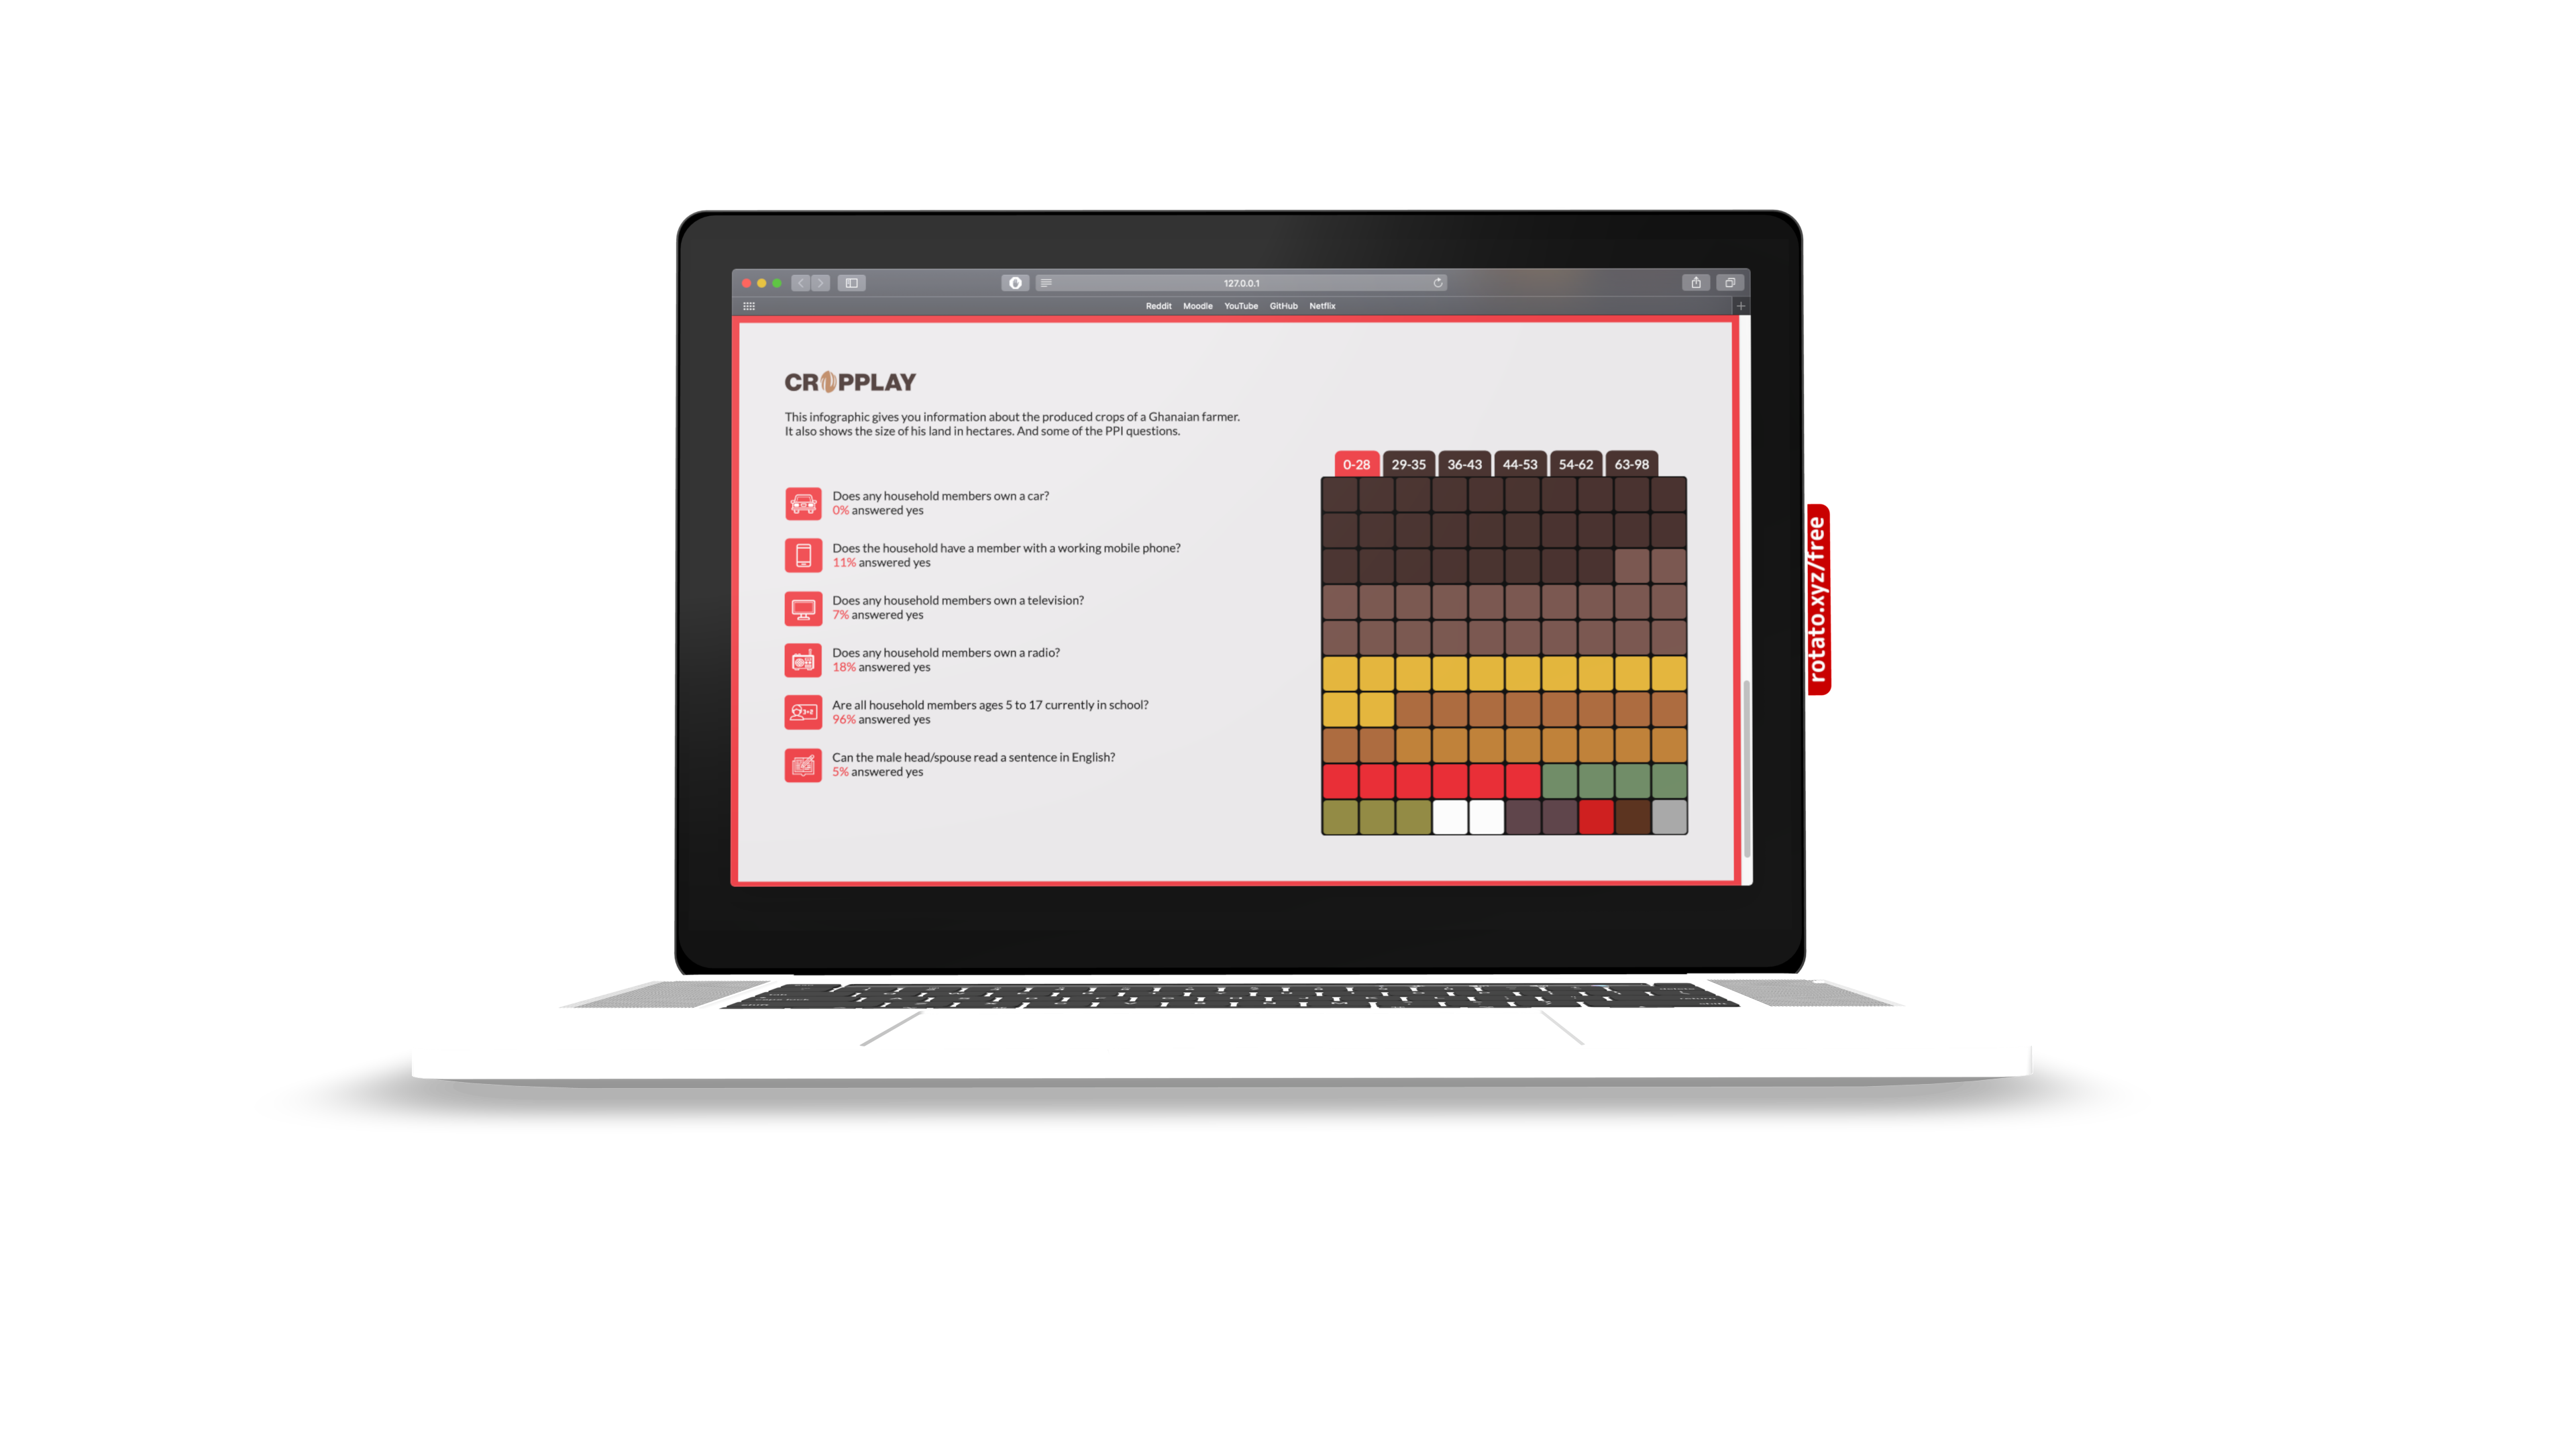 127.0.0.1
Reddit Moodle YouTube GitHub Netflix
CROPPLAY
This infographic gives you information about the produced crops of a Ghanaian farmer.
It also shows the size of his land in hectares. And some of the PPI questions.
0-28 29-35 36-43 44-53 54-62 63-98
Does any household members own a car?
0% answered yes
Does the household have a member with a working mobile phone?
11% answered yes
Does any household members own a television?
7% answered yes
Does any household members own a radio?
18% answered yes
3+2
Are all household members ages 5 to 17 currently in school?
96% answered yes
Can the male head/spouse read a sentence in English?
5% answered yes
rotato.xyz/free